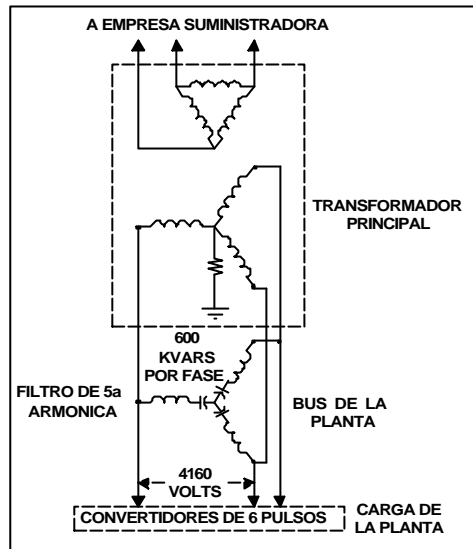 A EMPRESA SUMINISTRADORA
TRANSFORMADOR
PRINCIPAL
600
KVARS
POR FASE
FILTRO DE 5a
ARMONICA
BUS DE LA
PLANTA
4160
VOLTS
CONVERTIDORES DE 6 PULSOS
CARGA DE
LA PLANTA